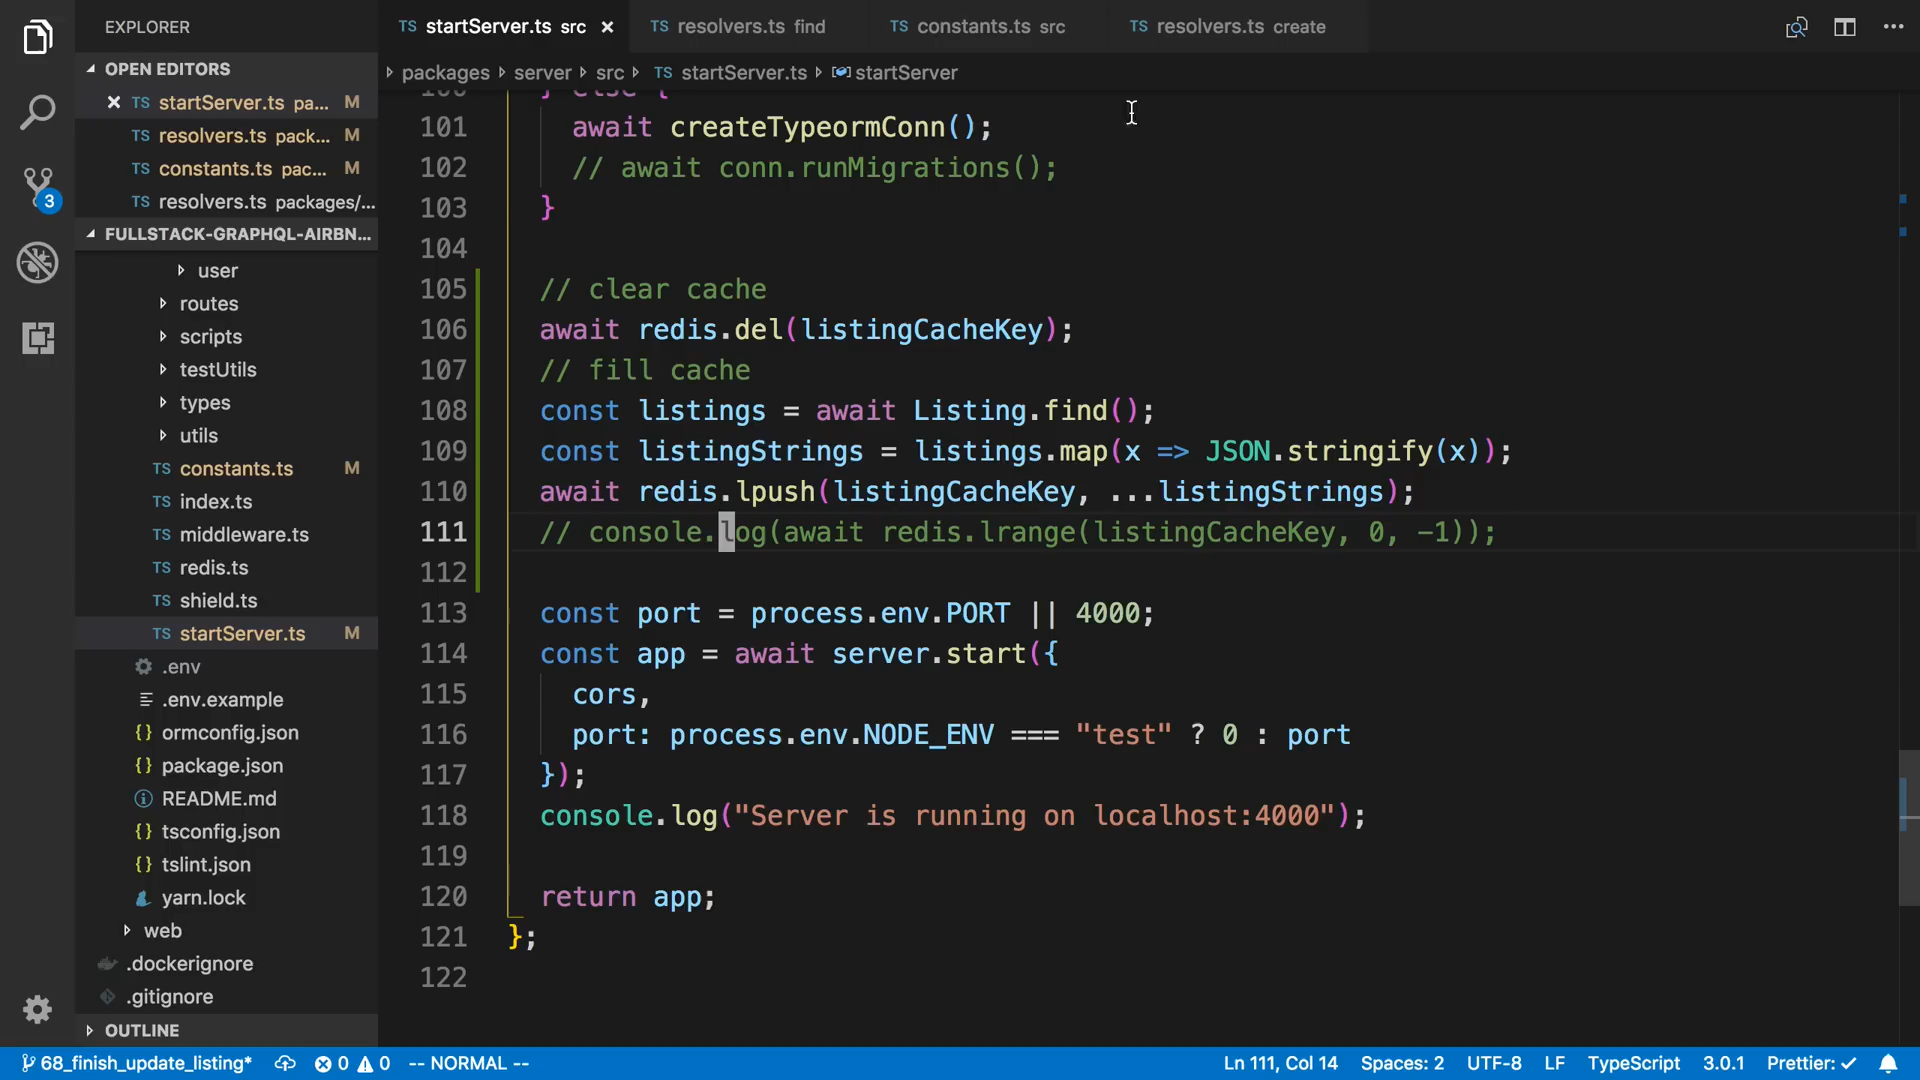 EXPLORER
TS startServer.ts src ×
TS resolvers.ts find
TS constants.ts src
TS resolvers.ts create
OPEN EDITORS
packages server src TS startServer.ts startServer
× TS startServer.ts pa... M
TS resolvers.ts pack... M
TS constants.ts pac... M
TS resolvers.ts packages/...
FULLSTACK-GRAPHQL-AIRBN...
user
routes
scripts
testUtils
types
utils
TS constants.ts M
TS index.ts
TS middleware.ts
TS redis.ts
TS shield.ts
TS startServer.ts M
.env
.env.example
{} ormconfig.json
{} package.json
README.md
{} tsconfig.json
{} tslint.json
yarn.lock
web
.dockerignore
.gitignore
OUTLINE
3
100 } else {
101 await createTypeormConn();
102 // await conn.runMigrations();
103 }
104
105 // clear cache
106 await redis.del(listingCacheKey);
107 // fill cache
108 const listings = await Listing.find();
109 const listingStrings = listings.map(x => JSON.stringify(x));
110 await redis.lpush(listingCacheKey, ...listingStrings);
111 // console.log(await redis.lrange(listingCacheKey, 0, -1));
112
113 const port = process.env.PORT || 4000;
114 const app = await server.start({
115 cors,
116 port: process.env.NODE_ENV === "test" ? 0 : port
117 });
118 console.log("Server is running on localhost:4000");
119
120 return app;
121 };
122
68_finish_update_listing* 0 0 -- NORMAL -- Ln 111, Col 14 Spaces: 2 UTF-8 LF TypeScript 3.0.1 Prettier: ✓